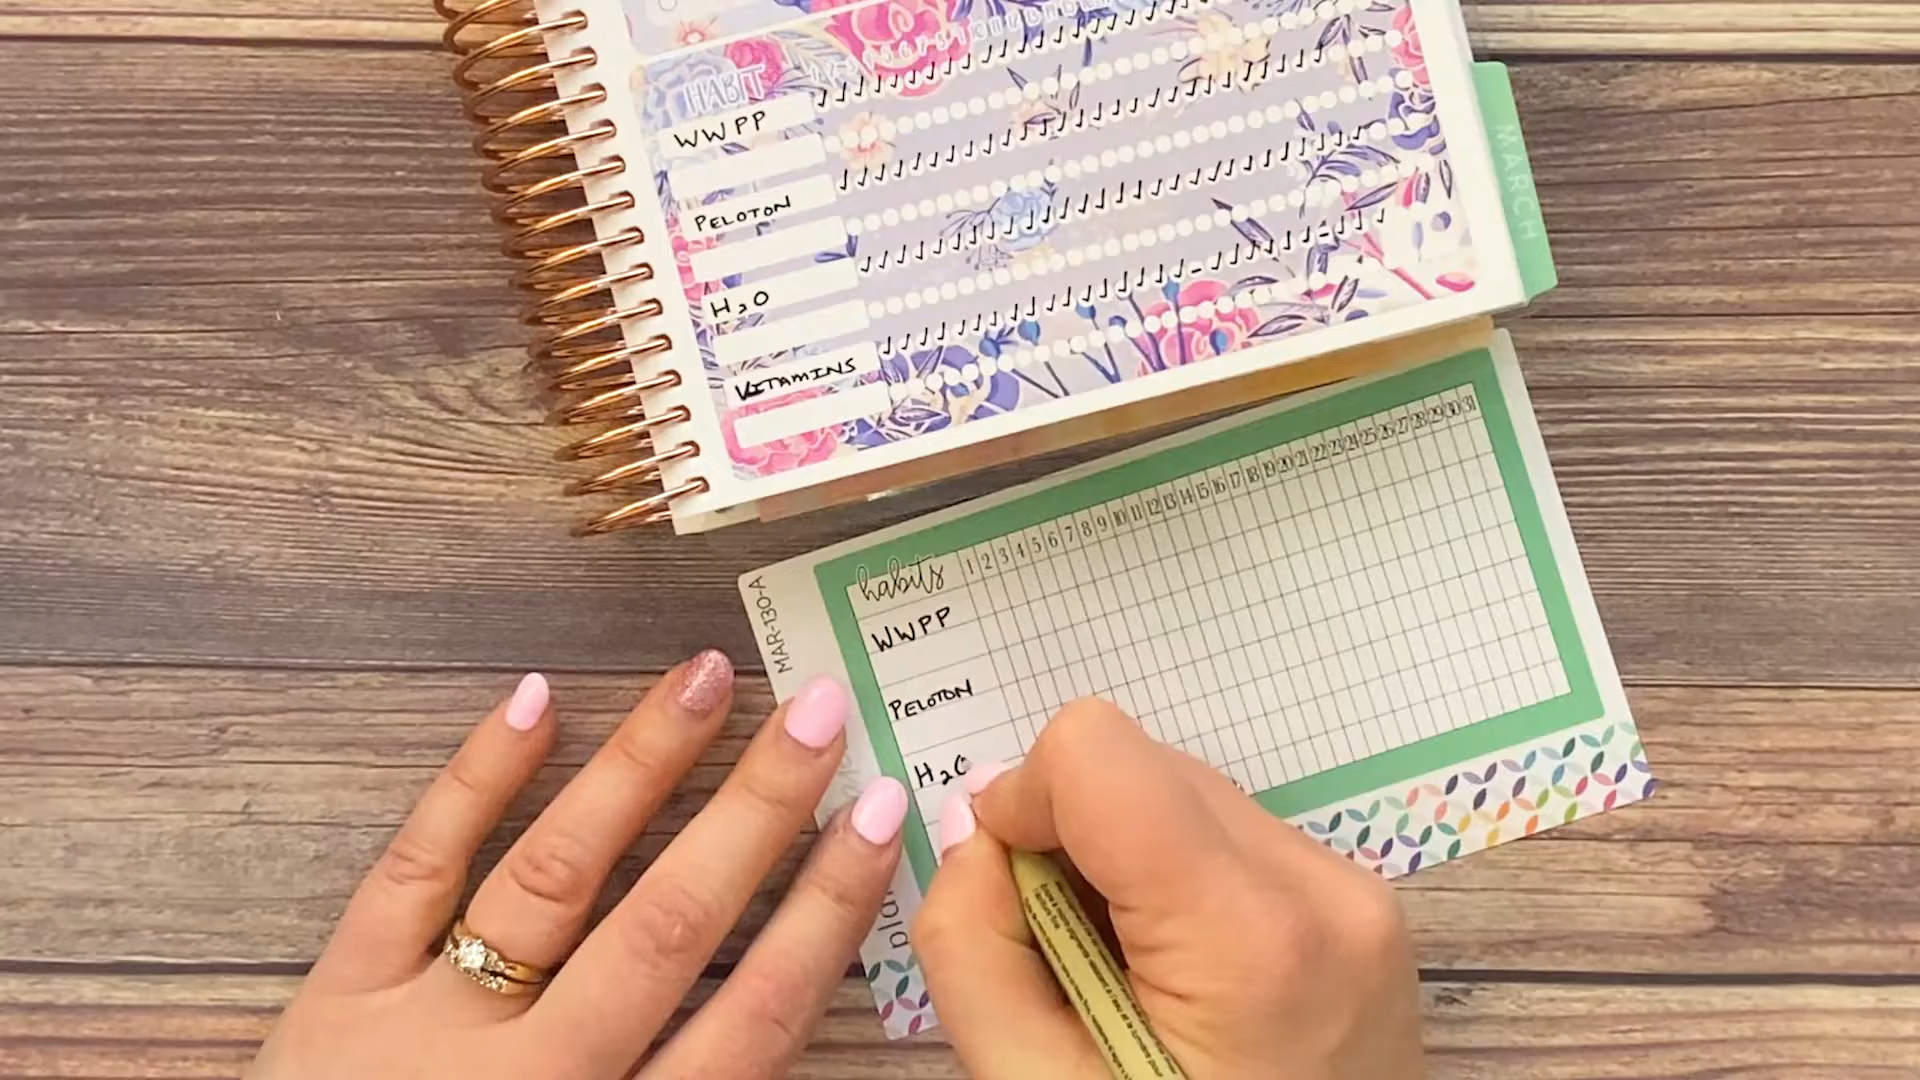 HABIT
WWPP
PELOTON
H2O
VITAMINS
MARCH
habits 1 2 3 4 5 6 7 8 9 10 11 12 13 14 15 16 17 18 19 20 21 22 23 24 25 26 27 28 29 30 31
WWPP
PELOTON
H2O
MAR-130-A